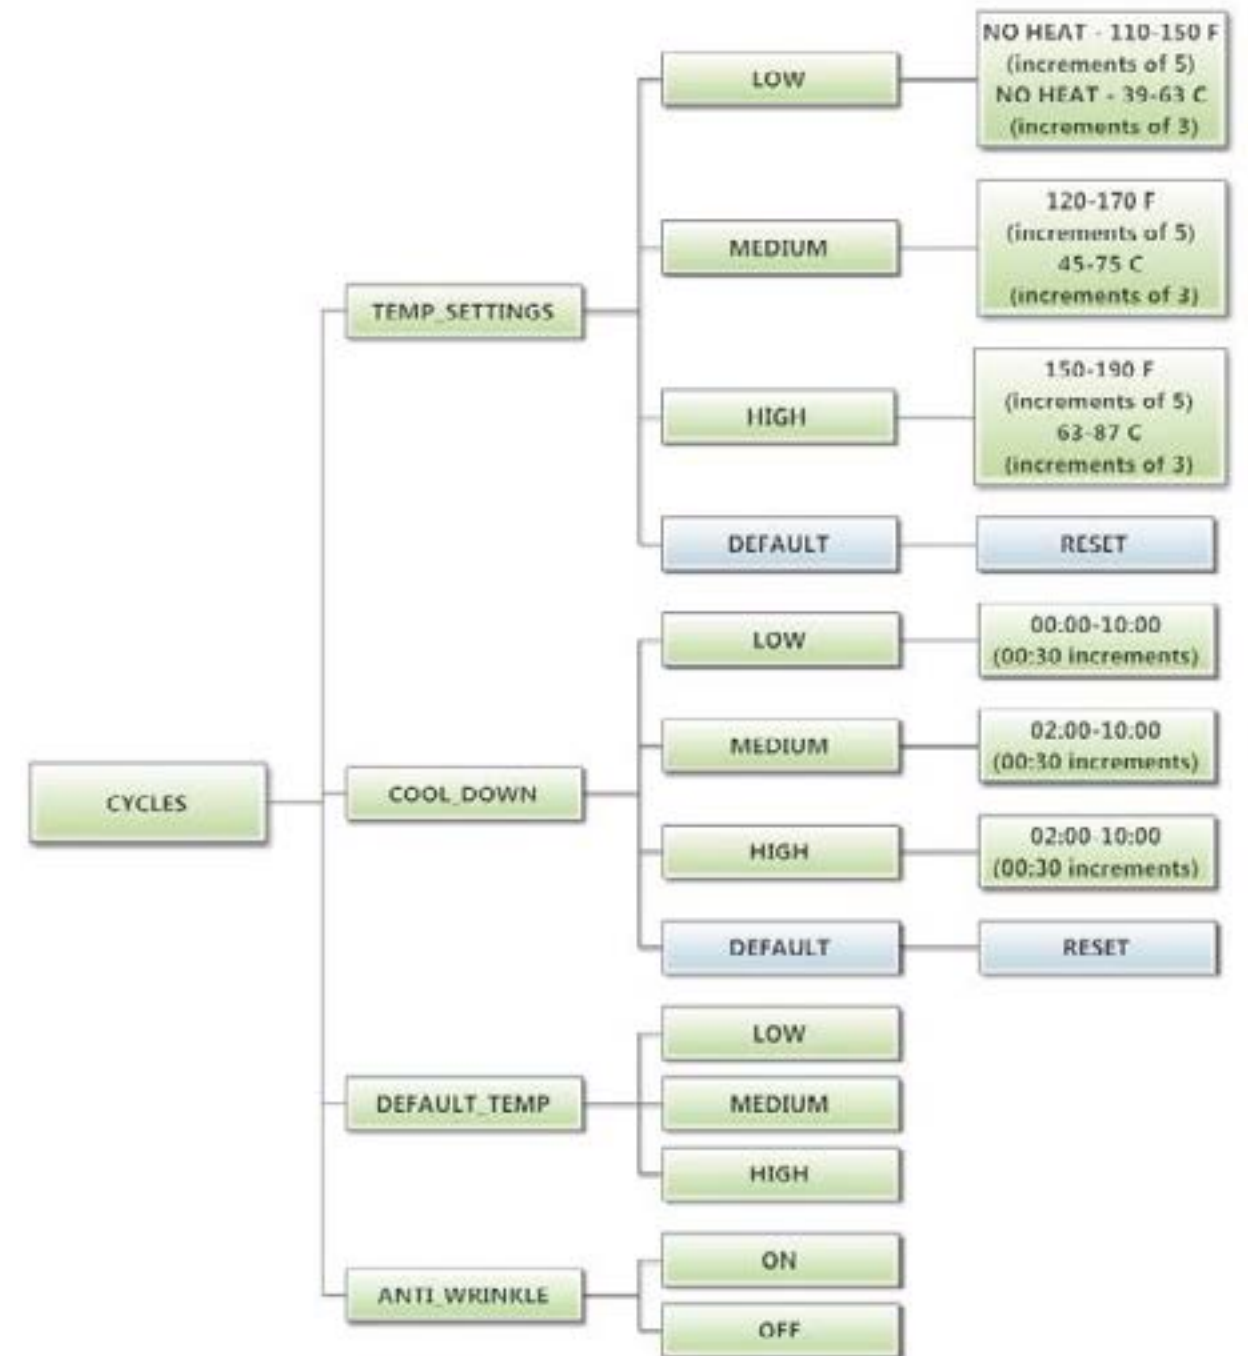 CYCLES
TEMP_SETTINGS
LOW
NO HEAT - 110-150 F
(increments of 5)
NO HEAT - 39-63 C
(increments of 3)
MEDIUM
120-170 F
(increments of 5)
45-75 C
(increments of 3)
HIGH
150-190 F
(increments of 5)
63-87 C
(increments of 3)
DEFAULT
RESET
COOL_DOWN
LOW
00:00-10:00
(00:30 increments)
MEDIUM
02:00-10:00
(00:30 increments)
HIGH
02:00-10:00
(00:30 increments)
DEFAULT
RESET
DEFAULT_TEMP
LOW
MEDIUM
HIGH
ANTI_WRINKLE
ON
OFF